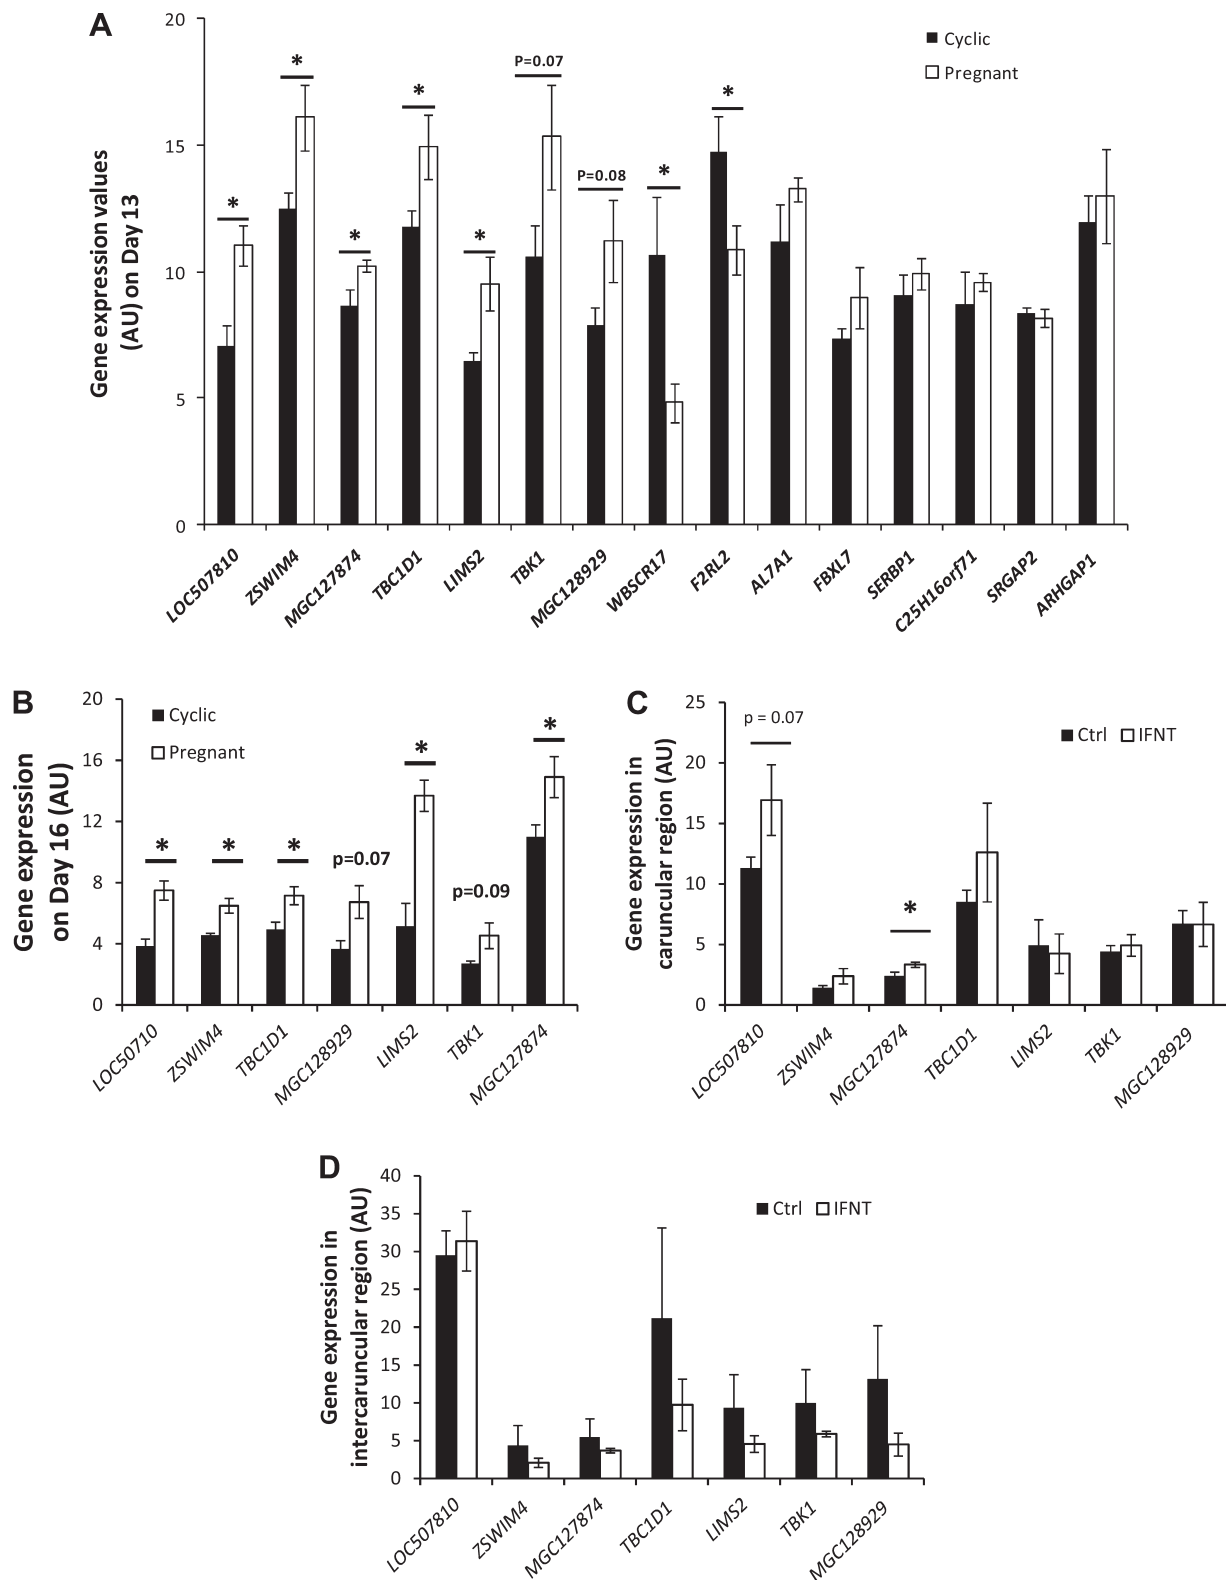 A
Gene expression values
(AU) on Day 13
20
15
10
5
0
Cyclic
Pregnant
*
*
*
*
*
P=0.07
P=0.08
*
*
LOC507810
ZSWIM4
MGC127874
TBC1D1
LIMS2
TBK1
MGC128929
WBSCR17
F2RL2
AL7A1
FBXL7
SERBP1
C25H16orf71
SRGAP2
ARHGAP1
B
Gene expression
on Day 16 (AU)
20
16
12
8
4
0
Cyclic
Pregnant
*
*
*
p=0.07
*
p=0.09
*
LOC50710
ZSWIM4
TBC1D1
MGC128929
LIMS2
TBK1
MGC127874
C
Gene expression in
caruncular region (AU)
25
20
15
10
5
0
p = 0.07
*
Ctrl
IFNT
LOC507810
ZSWIM4
MGC127874
TBC1D1
LIMS2
TBK1
MGC128929
D
Gene expression in
intercaruncular region (AU)
40
35
30
25
20
15
10
5
0
Ctrl
IFNT
LOC507810
ZSWIM4
MGC127874
TBC1D1
LIMS2
TBK1
MGC128929